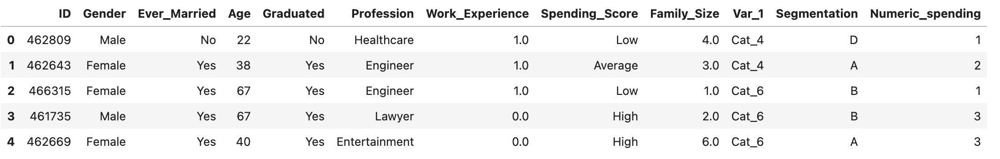 ID Gender Ever_Married Age Graduated Profession Work_Experience Spending_Score Family_Size Var_1 Segmentation Numeric_spending
0 462809 Male No 22 No Healthcare 1.0 Low 4.0 Cat_4 D 1
1 462643 Female Yes 38 Yes Engineer 1.0 Average 3.0 Cat_4 A 2
2 466315 Female Yes 67 Yes Engineer 1.0 Low 1.0 Cat_6 B 1
3 461735 Male Yes 67 Yes Lawyer 0.0 High 2.0 Cat_6 B 3
4 462669 Female Yes 40 Yes Entertainment 0.0 High 6.0 Cat_6 A 3